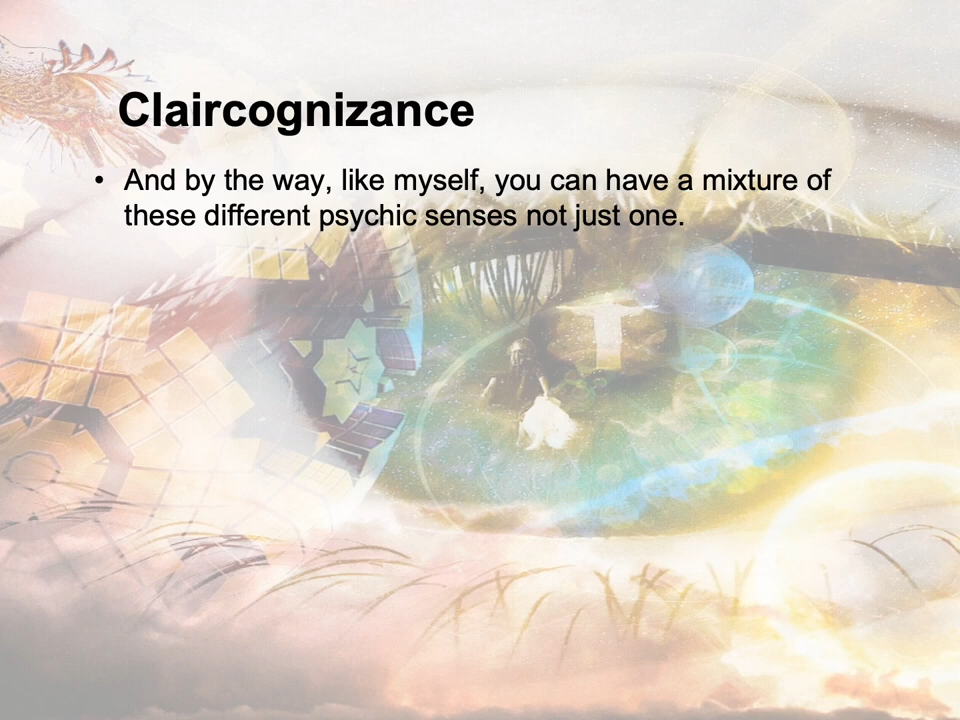 Claircognizance
• And by the way, like myself, you can have a mixture of
these different psychic senses not just one.